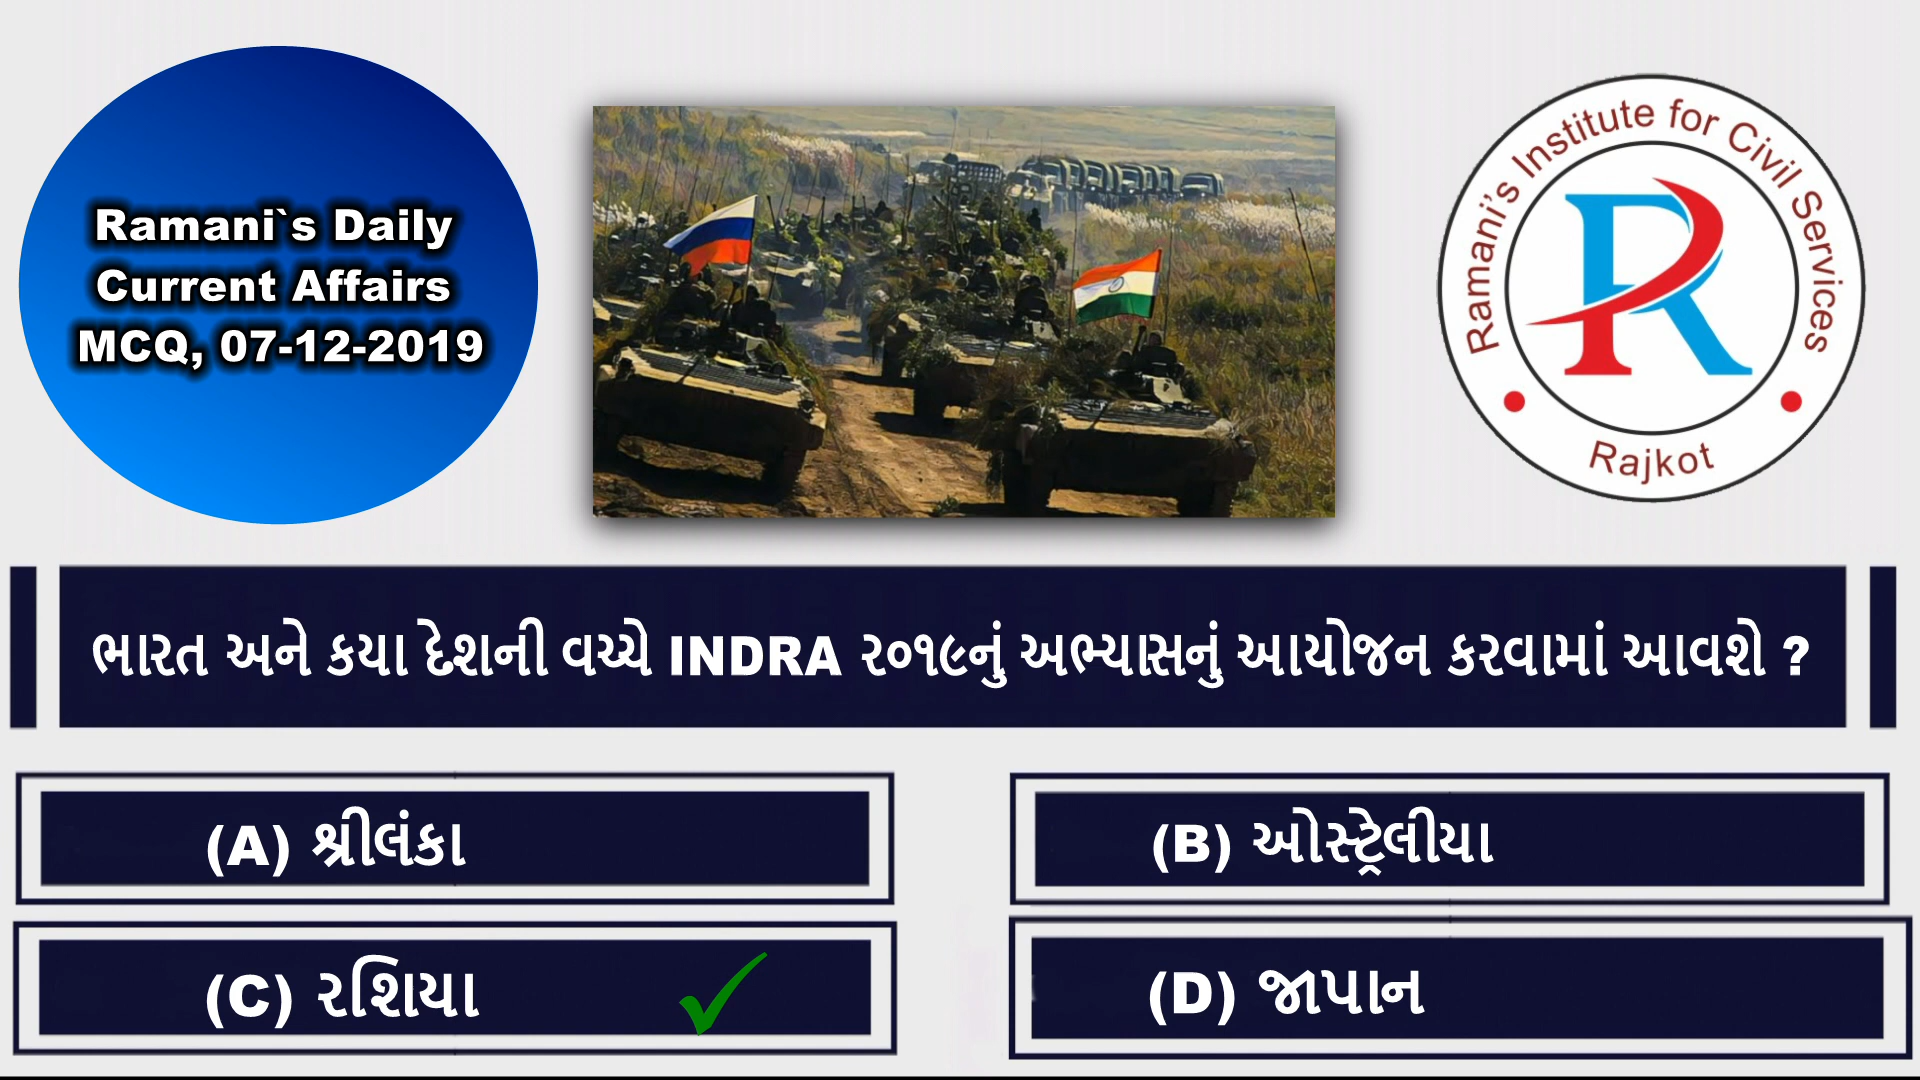 Ramani`s Daily
Current Affairs
MCQ, 07-12-2019
Ramani's Institute for Civil Services
R
Rajkot
ભારત અને કયા દેશની વચ્ચે INDRA ૨૦૧૯નું અભ્યાસનું આયોજન કરવામાં આવશે ?
(A) શ્રીલંકા
(B) ઓસ્ટ્રેલીયા
(C) રશિયા
(D) જાપાન